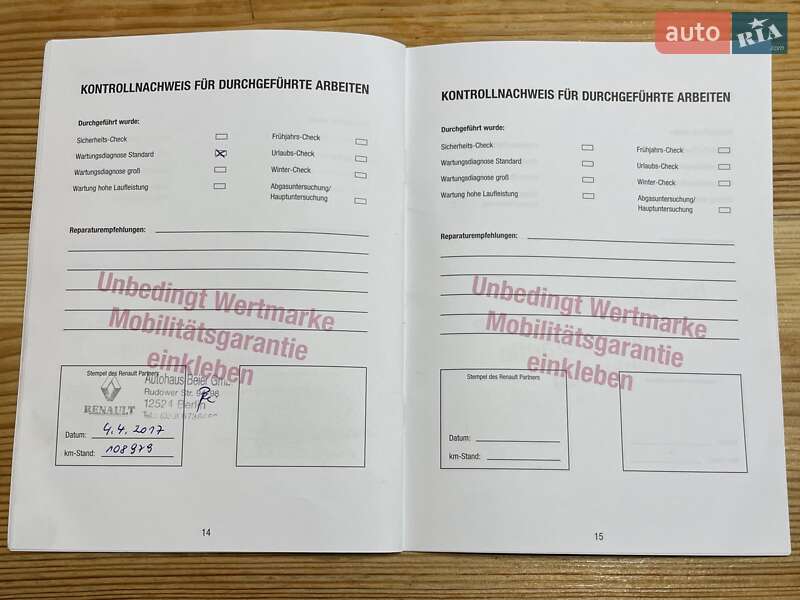 auto RIA .com
KONTROLLNACHWEIS FÜR DURCHGEFÜHRTE ARBEITEN
Durchgeführt wurde:
Sicherheits-Check
Frühjahrs-Check
Wartungsdiagnose Standard
Urlaubs-Check
Wartungsdiagnose groß
Winter-Check
Wartung hohe Laufleistung
Abgasuntersuchung/
Hauptuntersuchung
Reparaturempfehlungen:
Unbedingt Wertmarke
Mobilitätsgarantie
einkleben
Stempel des Renault Partners
RENAULT
Autohaus Beier GmbH
Rudower Str.
12524 Berlin
Datum: 4.4.2017
km-Stand: 108979
14
KONTROLLNACHWEIS FÜR DURCHGEFÜHRTE ARBEITEN
Durchgeführt wurde:
Sicherheits-Check
Frühjahrs-Check
Wartungsdiagnose Standard
Urlaubs-Check
Wartungsdiagnose groß
Winter-Check
Wartung hohe Laufleistung
Abgasuntersuchung/
Hauptuntersuchung
Reparaturempfehlungen:
Unbedingt Wertmarke
Mobilitätsgarantie
einkleben
Stempel des Renault Partners
Datum:
km-Stand:
15